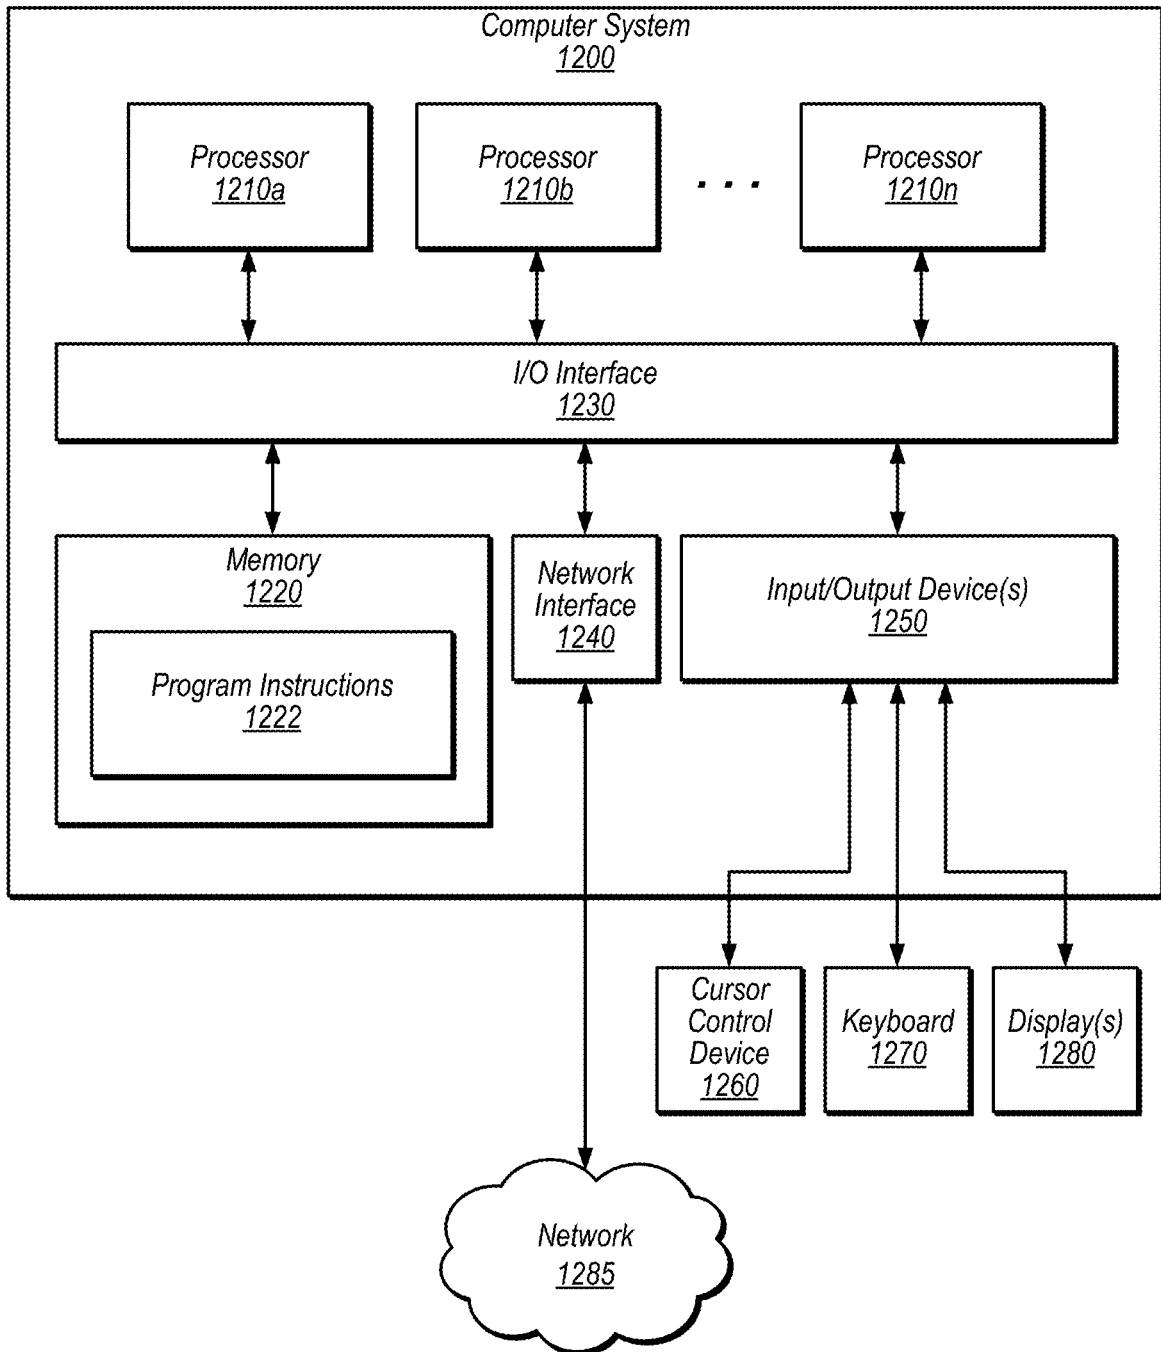 Computer System
1200
Processor
1210a
Processor
1210b
. . .
Processor
1210n
I/O Interface
1230
Memory
1220
Program Instructions
1222
Network
Interface
1240
Input/Output Device(s)
1250
Cursor
Control
Device
1260
Keyboard
1270
Display(s)
1280
Network
1285